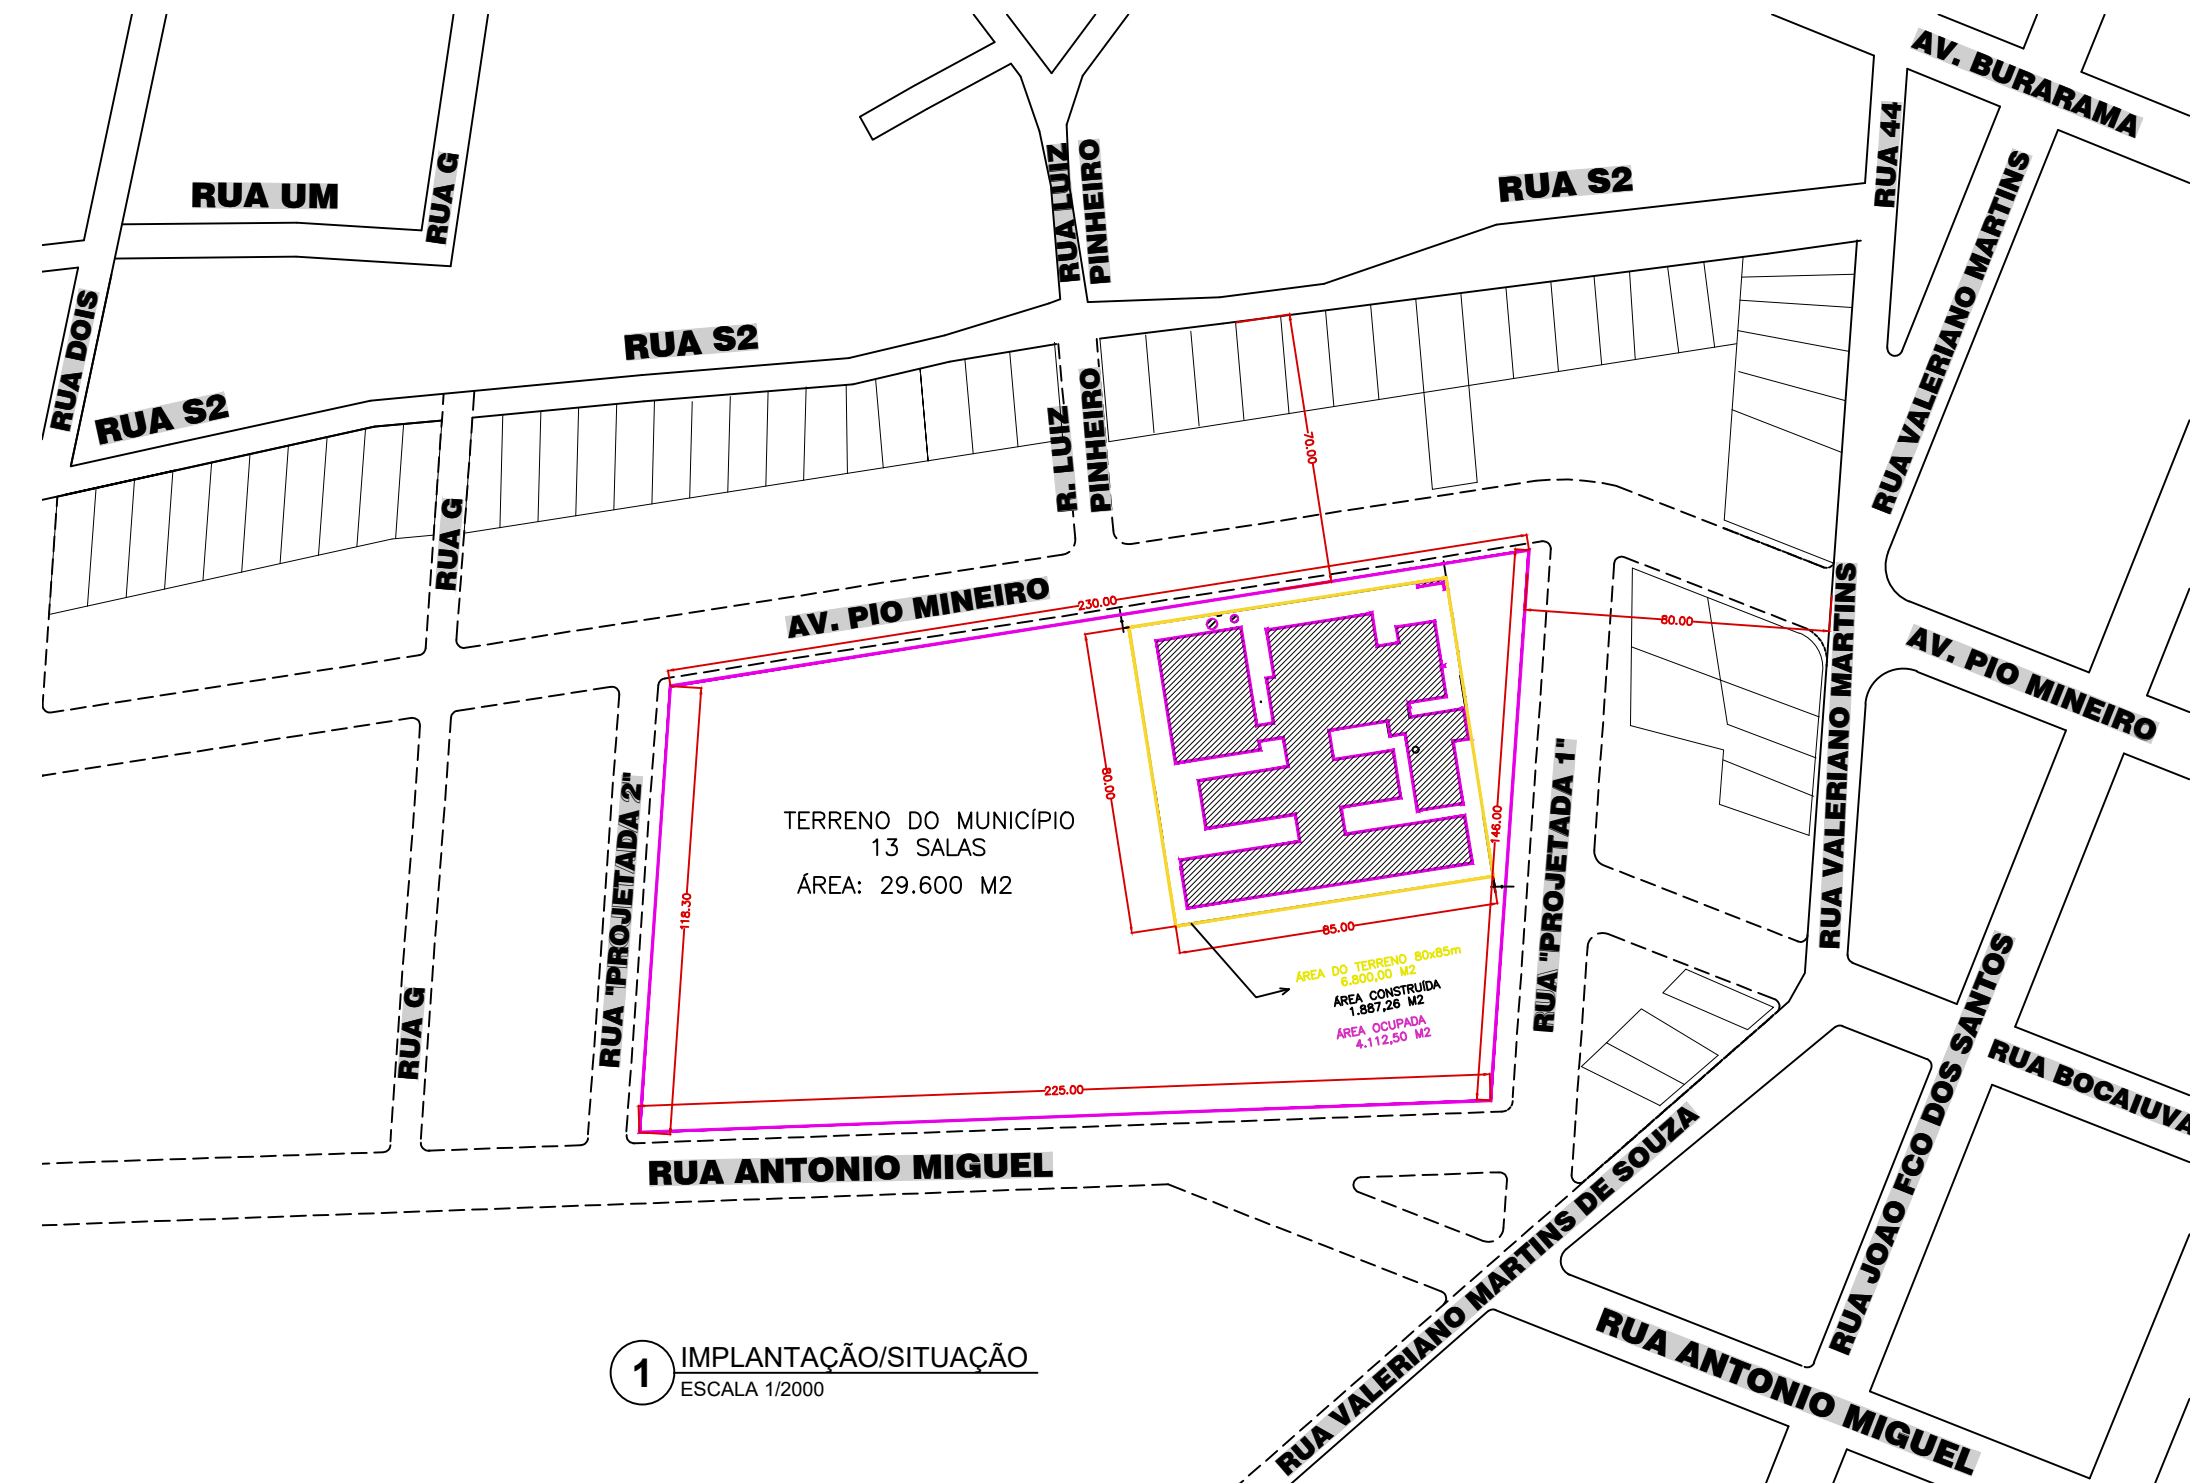 AV. BURARAMA
RUA 44
RUA LUIZ
PINHEIRO
RUA S2
RUA UM
RUA G
RUA VALERIANO MARTINS
RUA DOIS
RUA S2
RUA S2
R. LUIZ
PINHEIRO
70.00
RUA G
AV. PIO MINEIRO
230.00
80.00
RUA VALERIANO MARTINS
AV. PIO MINEIRO
80.00
146.00
RUA "PROJETADA 1"
RUA "PROJETADA 2"
TERRENO DO MUNICÍPIO
13 SALAS
ÁREA: 29.600 M2
118.30
85.00
ÁREA DO TERRENO 80x85m
6.800,00 M2
ÁREA CONSTRUÍDA
1.887,26 M2
ÁREA OCUPADA
4.112,50 M2
RUA G
225.00
RUA JOAO FCO DOS SANTOS
RUA BOCAIUVA
RUA ANTONIO MIGUEL
RUA VALERIANO MARTINS DE SOUZA
RUA ANTONIO MIGUEL
1
IMPLANTAÇÃO/SITUAÇÃO
ESCALA 1/2000